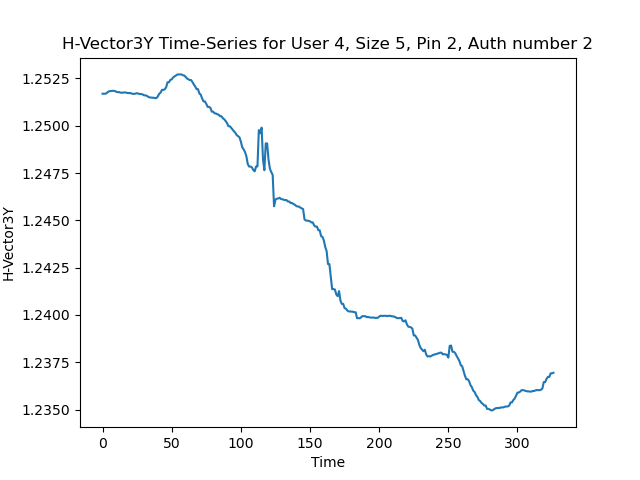 H-Vector3Y Time-Series for User 4, Size 5, Pin 2, Auth number 2
H-Vector3Y
1.2525
1.2500
1.2475
1.2450
1.2425
1.2400
1.2375
1.2350
0 50 100 150 200 250 300
Time